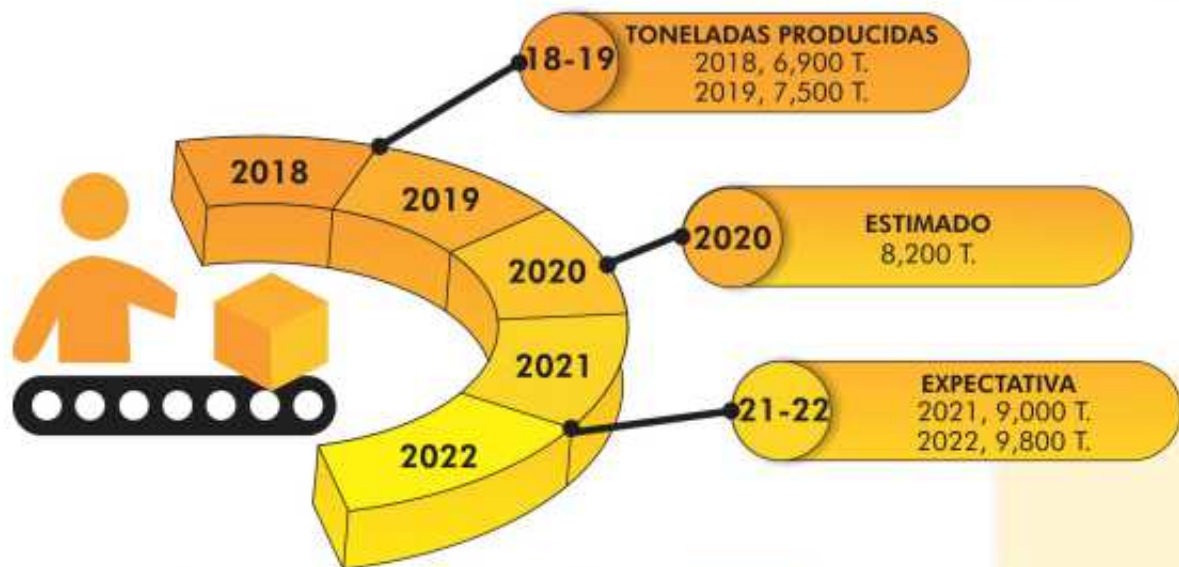 18-19
TONELADAS PRODUCIDAS
2018, 6,900 T.
2019, 7,500 T.
2018
2019
2020
2021
2022
2020
ESTIMADO
8,200 T.
21-22
EXPECTATIVA
2021, 9,000 T.
2022, 9,800 T.